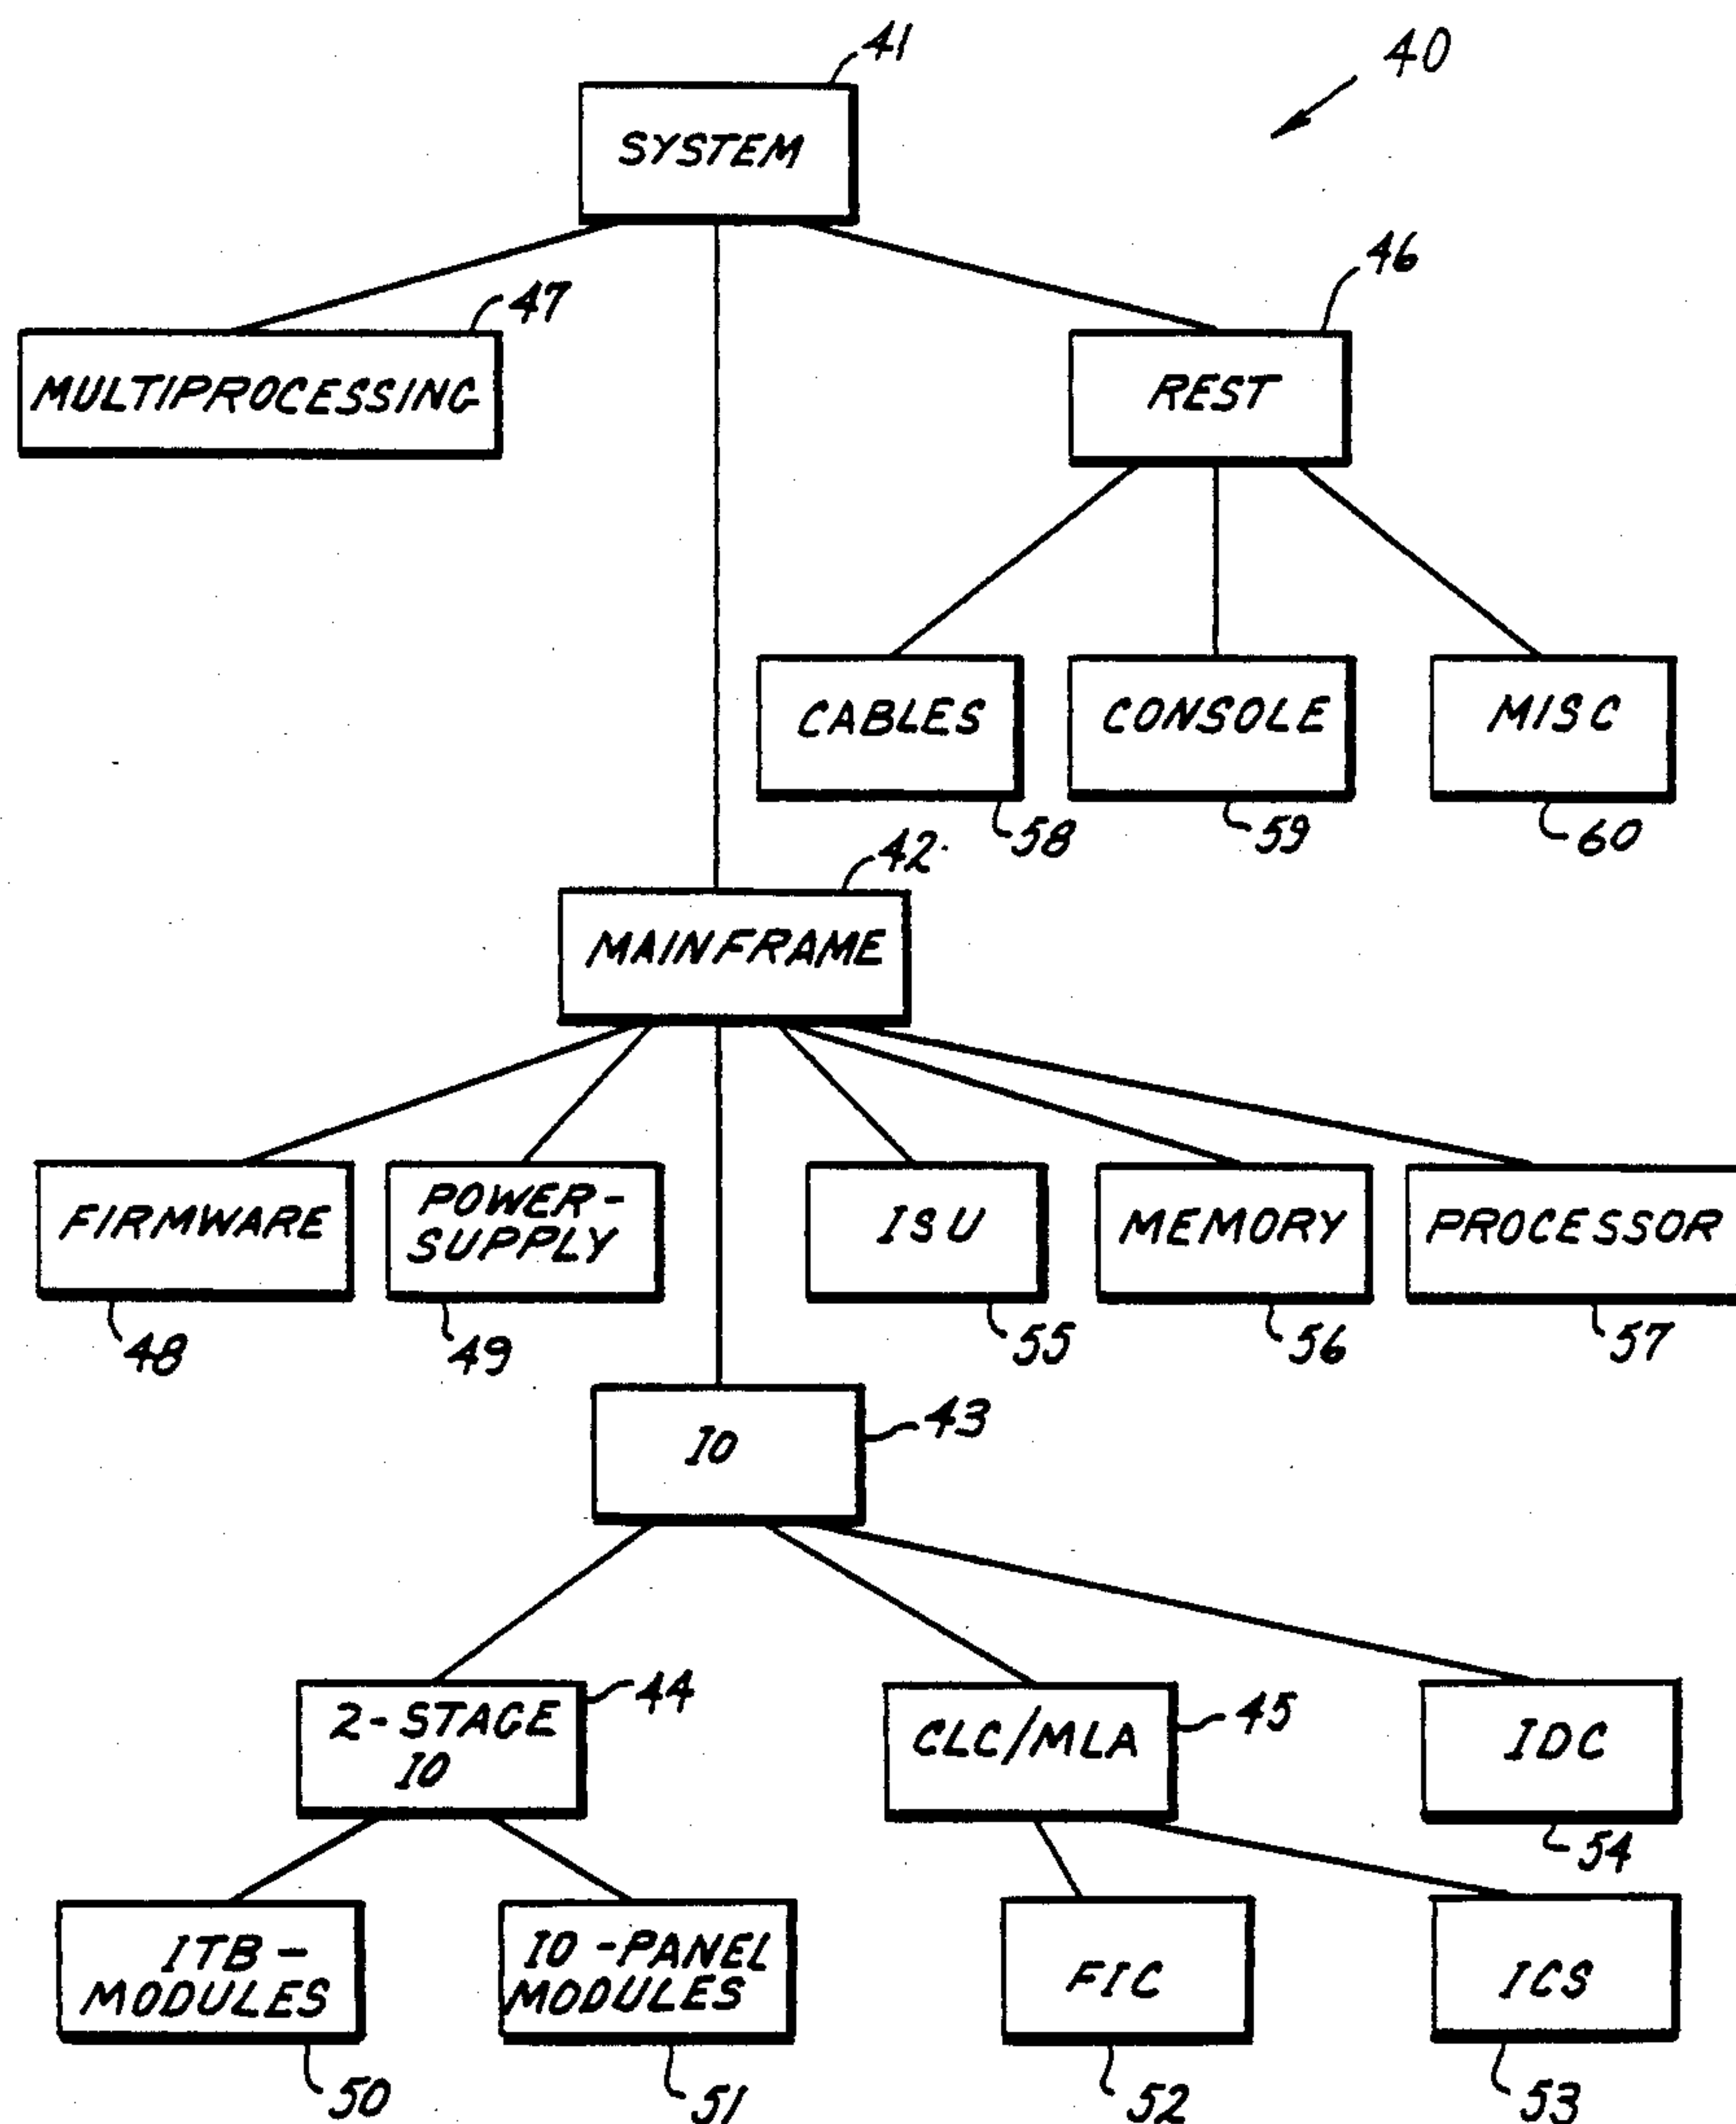 41
40
SYSTEM
46
47
MULTIPROCESSING
REST
CABLES
CONSOLE
MISC
58
59
60
42
MAINFRAME
FIRMWARE
POWER-
SUPPLY
ISU
MEMORY
PROCESSOR
48
49
55
56
57
IO
43
2-STAGE
IO
44
CLC/MLA
45
IDC
54
ITB-
MODULES
IO-PANEL
MODULES
FIC
ICS
50
51
52
53